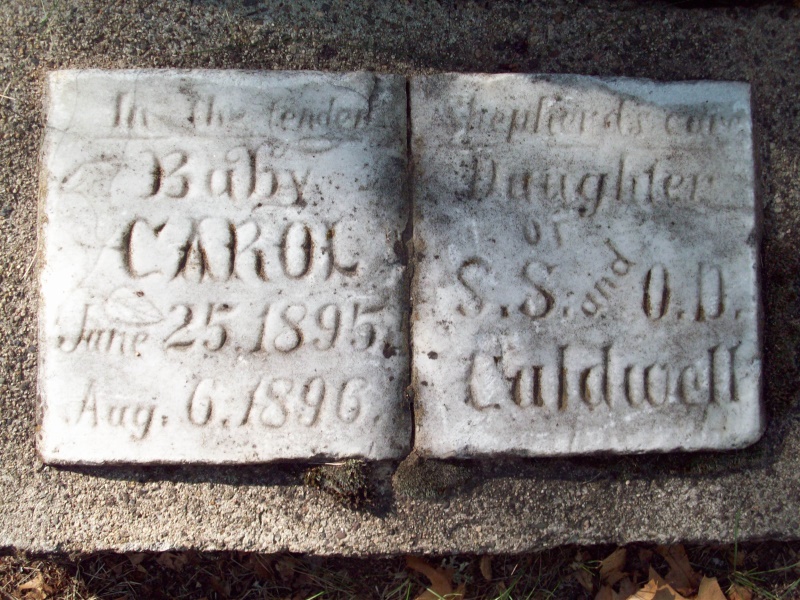 In the tender
Baby
CAROL
June 25, 1895,
Aug. 6, 1896.
Shepherd's care
Daughter
of
S.S. and O.D.
Caldwell